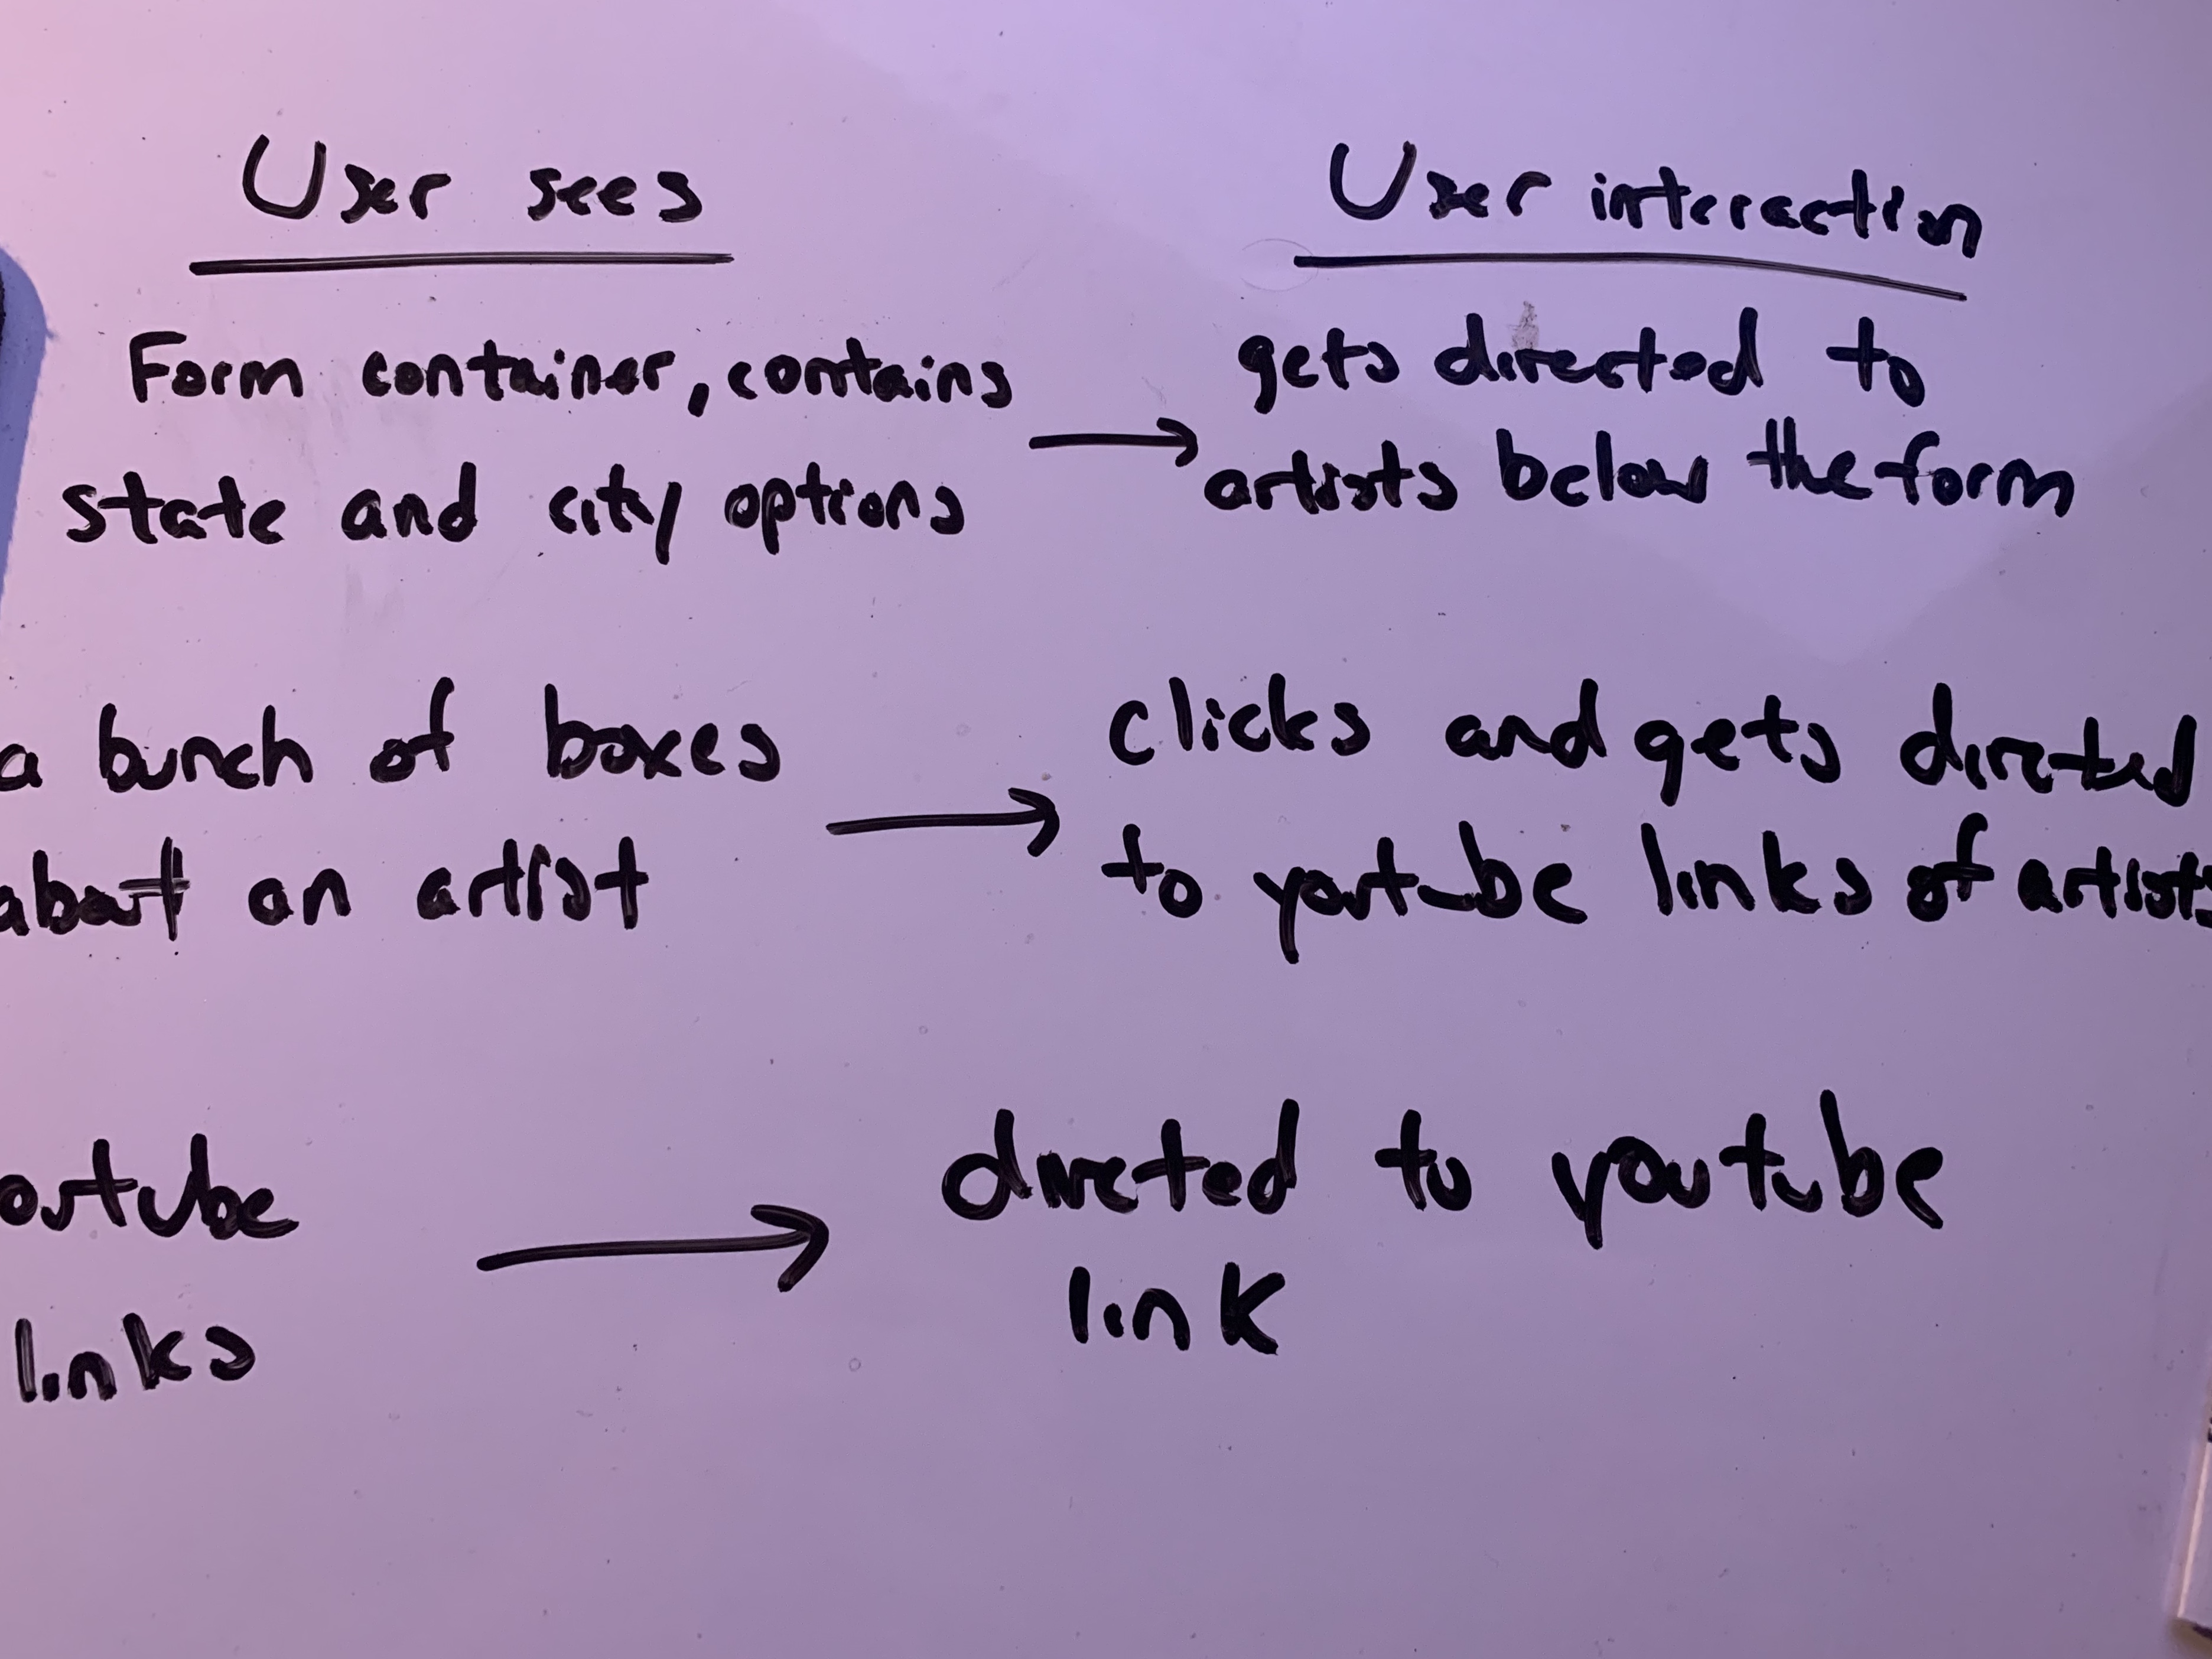 User sees
User interaction
Form container, contains
state and city options
gets directed to
artists below the form
a bunch of boxes
about an artist
clicks and gets directed
to youtube links of artists
outube
links
directed to youtube
link